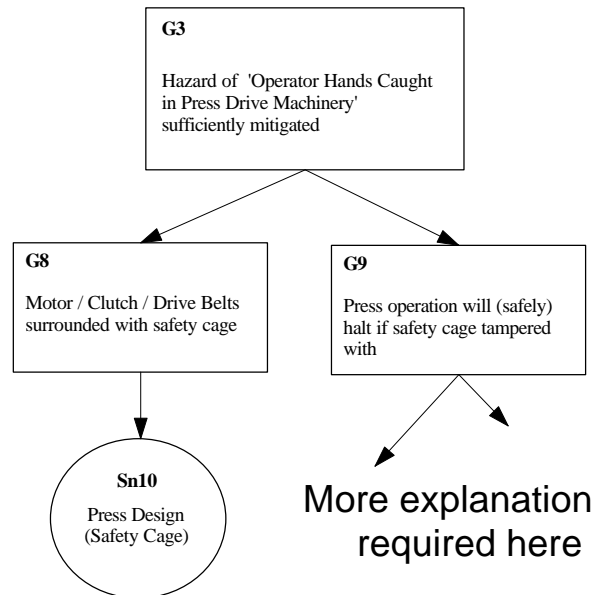 G3
Hazard of 'Operator Hands Caught
in Press Drive Machinery'
sufficiently mitigated
G8
Motor / Clutch / Drive Belts
surrounded with safety cage
G9
Press operation will (safely)
halt if safety cage tampered
with
Sn10
Press Design
(Safety Cage)
More explanation
required here